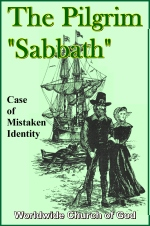 The Pilgrim
"Sabbath"
Case
of
Mistaken
Identity
Worldwide Church of God